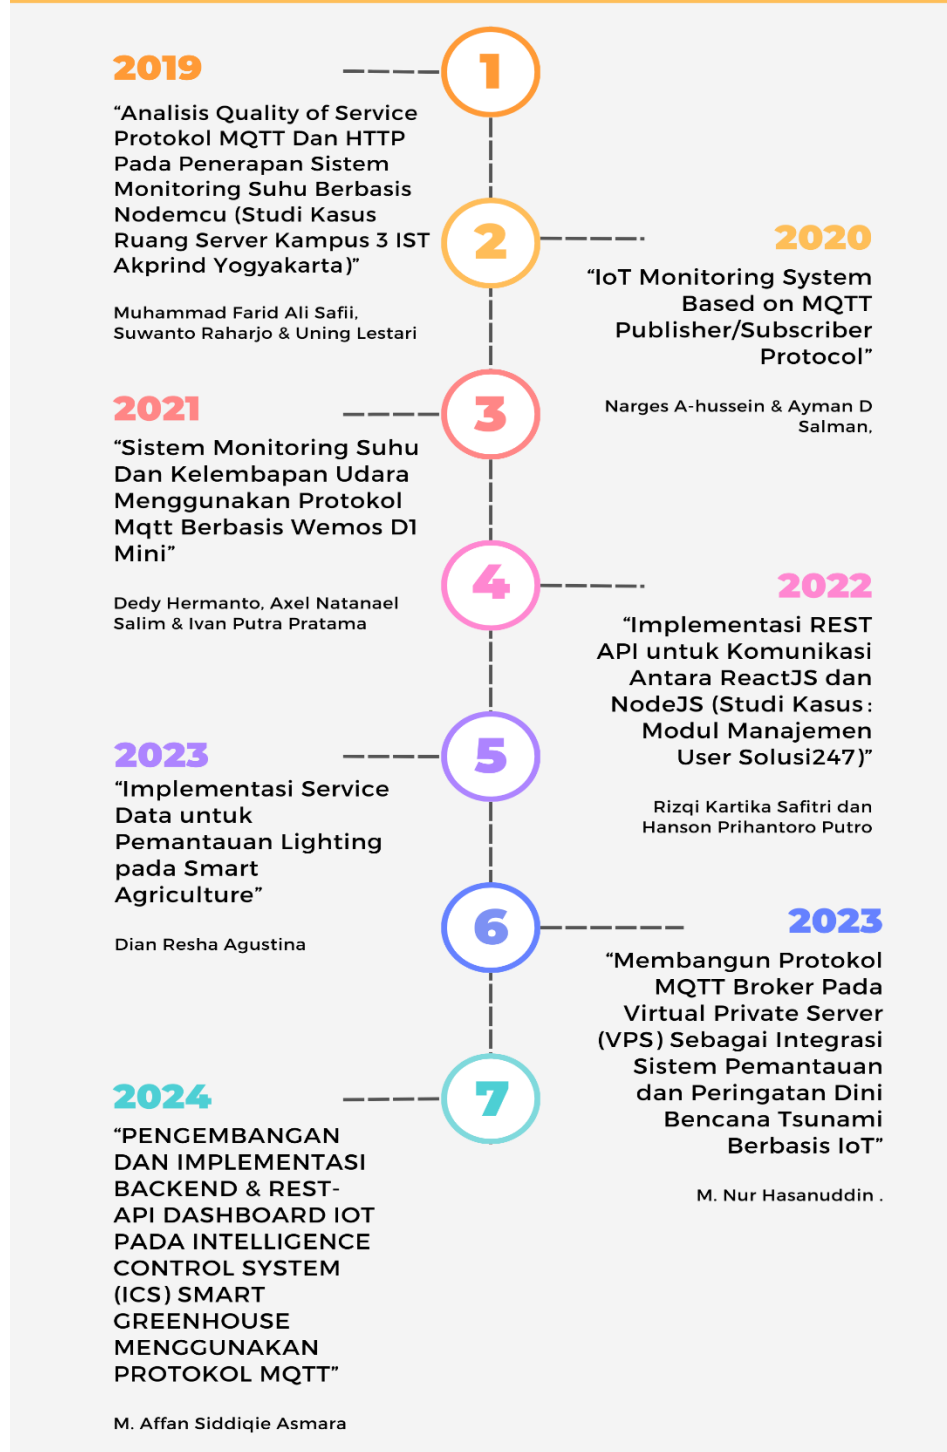 1
2019
“Analisis Quality of Service
Protokol MQTT Dan HTTP
Pada Penerapan Sistem
Monitoring Suhu Berbasis
Nodemcu (Studi Kasus
Ruang Server Kampus 3 IST
Akprind Yogyakarta)”
Muhammad Farid Ali Safii,
Suwanto Raharjo & Uning Lestari
2
2020
“IoT Monitoring System
Based on MQTT
Publisher/Subscriber
Protocol”
Narges A-hussein & Ayman D
Salman,
3
2021
“Sistem Monitoring Suhu
Dan Kelembapan Udara
Menggunakan Protokol
Mqtt Berbasis Wemos D1
Mini”
Dedy Hermanto, Axel Natanael
Salim & Ivan Putra Pratama
4
2022
“Implementasi REST
API untuk Komunikasi
Antara ReactJS dan
NodeJS (Studi Kasus:
Modul Manajemen
User Solusi247)”
Rizqi Kartika Safitri dan
Hanson Prihantoro Putro
5
2023
“Implementasi Service
Data untuk
Pemantauan Lighting
pada Smart
Agriculture”
Dian Resha Agustina
6
2023
“Membangun Protokol
MQTT Broker Pada
Virtual Private Server
(VPS) Sebagai Integrasi
Sistem Pemantauan
dan Peringatan Dini
Bencana Tsunami
Berbasis IoT”
M. Nur Hasanuddin .
7
2024
“PENGEMBANGAN
DAN IMPLEMENTASI
BACKEND & REST-
API DASHBOARD IOT
PADA INTELLIGENCE
CONTROL SYSTEM
(ICS) SMART
GREENHOUSE
MENGGUNAKAN
PROTOKOL MQTT”
M. Affan Siddiqie Asmara